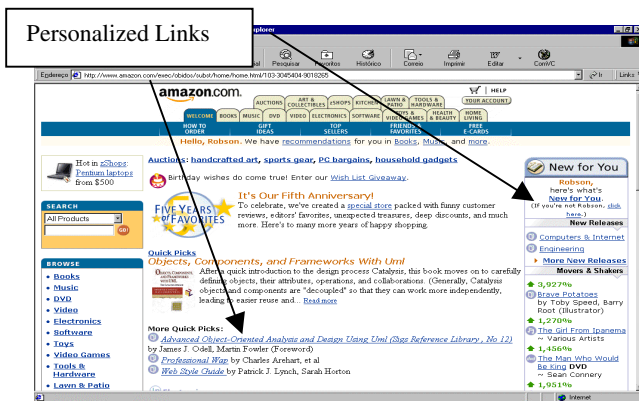 Personalized Links
plorer
ial Pesquisar Favoritos Histórico Correio Imprimir Editar ComVC
Endereço http://www.amazon.com/exec/obidos/subst/home/home.html/103-3045404-9018265 Ir Links
amazon.com. HELP
YOUR ACCOUNT
AUCTIONS ART & COLLECTIBLES zSHOPS KITCHEN LAWN & PATIO TOOLS & HARDWARE
WELCOME BOOKS MUSIC DVD VIDEO ELECTRONICS SOFTWARE TOYS & VIDEO GAMES HEALTH & BEAUTY HOME LIVING
HOW TO ORDER GIFT IDEAS TOP SELLERS FRIENDS & FAVORITES FREE E-CARDS
Hello, Robson. We have recommendations for you in Books, Music, and more.
Hot in zShops:
Pentium laptops
from $500
SEARCH
All Products
GO!
BROWSE
• Books
• Music
• DVD
• Video
• Electronics
• Software
• Toys
• Video Games
• Tools &
Hardware
• Lawn & Patio
Auctions: handcrafted art, sports gear, PC bargains, household gadgets
Birthday wishes do come true! Enter our Wish List Giveaway.
FIVE YEARS
OF FAVORITES
It's Our Fifth Anniversary!
To celebrate, we've created a special store packed with funny customer
reviews, editors' favorites, unexpected treasures, deep discounts, and much
more. Here's to many more years of happy shopping.
Quick Picks
Objects, Components, and Frameworks With Uml
After a quick introduction to the design process Catalysis, this book moves on to carefully
defining objects, their attributes, operations, and collaborations. (Generally, Catalysis
objects and components are "decoupled" so that they can work more independently,
leading to easier reuse and... Read more
More Quick Picks:
Advanced Object-Oriented Analysis and Design Using Uml (Sigs Reference Library, No 12)
by James J. Odell, Martin Fowler (Foreword)
Professional Wap by Charles Arehart, et al
Web Style Guide by Patrick J. Lynch, Sarah Horton
New for You
Robson,
here's what's
New for You.
(If you're not Robson, click
here.)
New Releases
Computers & Internet
Engineering
More New Releases
Movers & Shakers
3,927%
Brave Potatoes
by Toby Speed, Barry
Root (Illustrator)
1,270%
The Girl From Ipanema
~ Various Artists
1,456%
The Man Who Would
Be King DVD
~ Sean Connery
1,951%
Internet